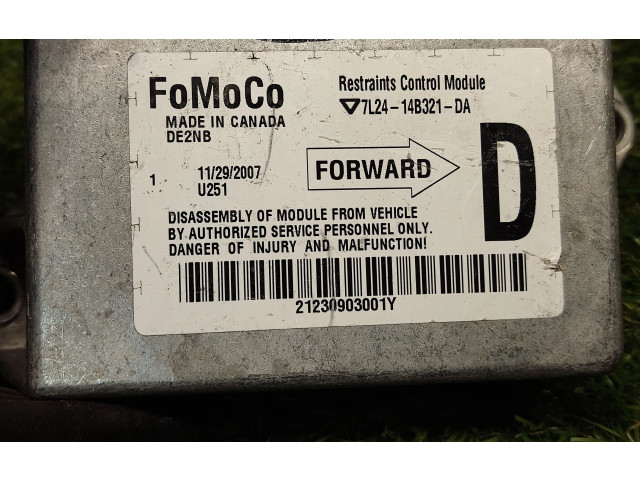 FoMoCo
MADE IN CANADA
DE2NB
Restraints Control Module
7L24-14B321-DA
1 11/29/2007
U251
FORWARD
D
DISASSEMBLY OF MODULE FROM VEHICLE
BY AUTHORIZED SERVICE PERSONNEL ONLY.
DANGER OF INJURY AND MALFUNCTION!
21230903001Y